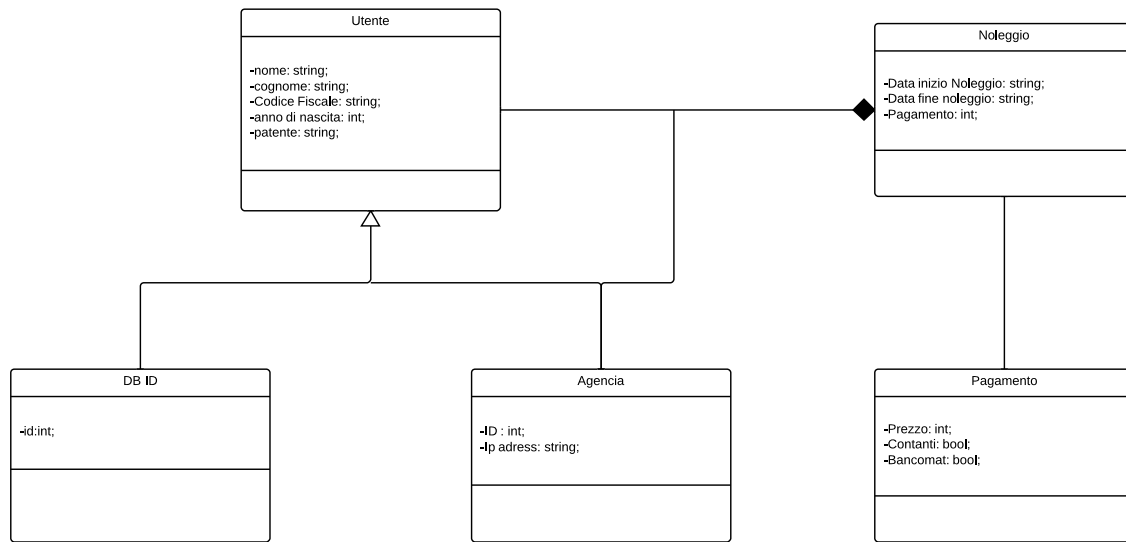 Utente
-nome: string;
-cognome: string;
-Codice Fiscale: string;
-anno di nascita: int;
-patente: string;
Noleggio
-Data inizio Noleggio: string;
-Data fine noleggio: string;
-Pagamento: int;
DB ID
-id:int;
Agencia
-ID : int;
-Ip adress: string;
Pagamento
-Prezzo: int;
-Contanti: bool;
-Bancomat: bool;